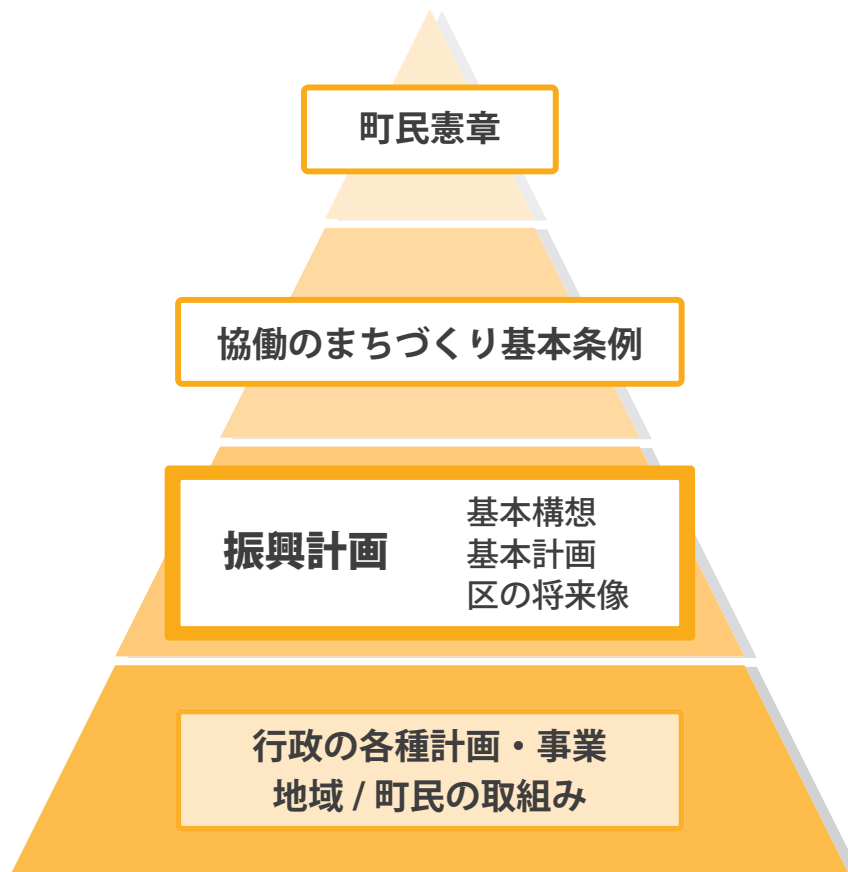 町民憲章
協働のまちづくり基本条例
振興計画
基本構想
基本計画
区の将来像
行政の各種計画・事業
地域 / 町民の取組み